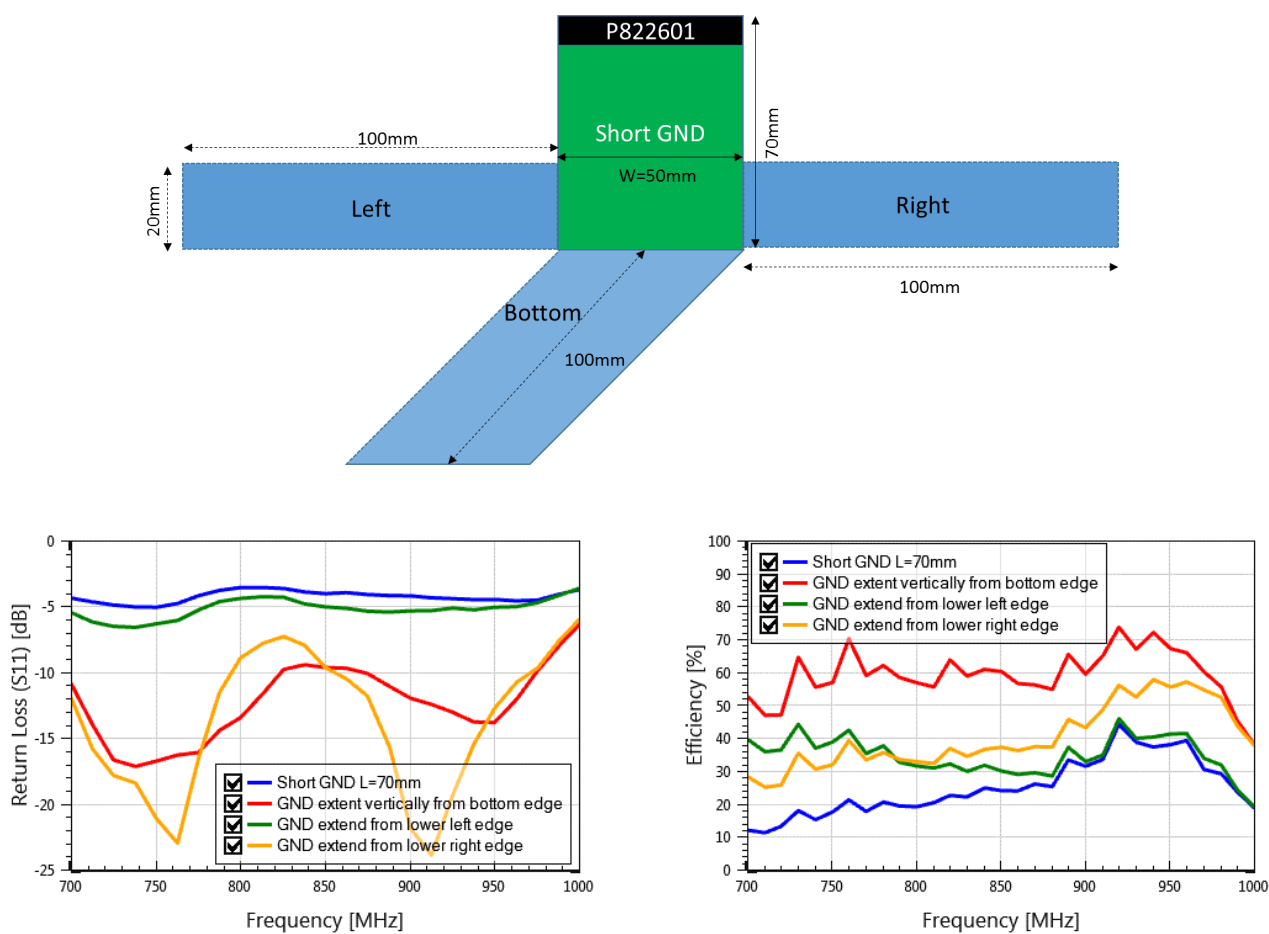 P822601
Short GND
70mm
100mm
W=50mm
20mm
Left
Right
100mm
Bottom
100mm
Return Loss (S11) [dB]
0
-5
-10
-15
-20
-25
Short GND L=70mm
GND extent vertically from bottom edge
GND extend from lower left edge
GND extend from lower right edge
700 750 800 850 900 950 1000
Frequency [MHz]
Efficiency [%]
100
90
80
70
60
50
40
30
20
10
0
Short GND L=70mm
GND extent vertically from bottom edge
GND extend from lower left edge
GND extend from lower right edge
700 750 800 850 900 950 1000
Frequency [MHz]